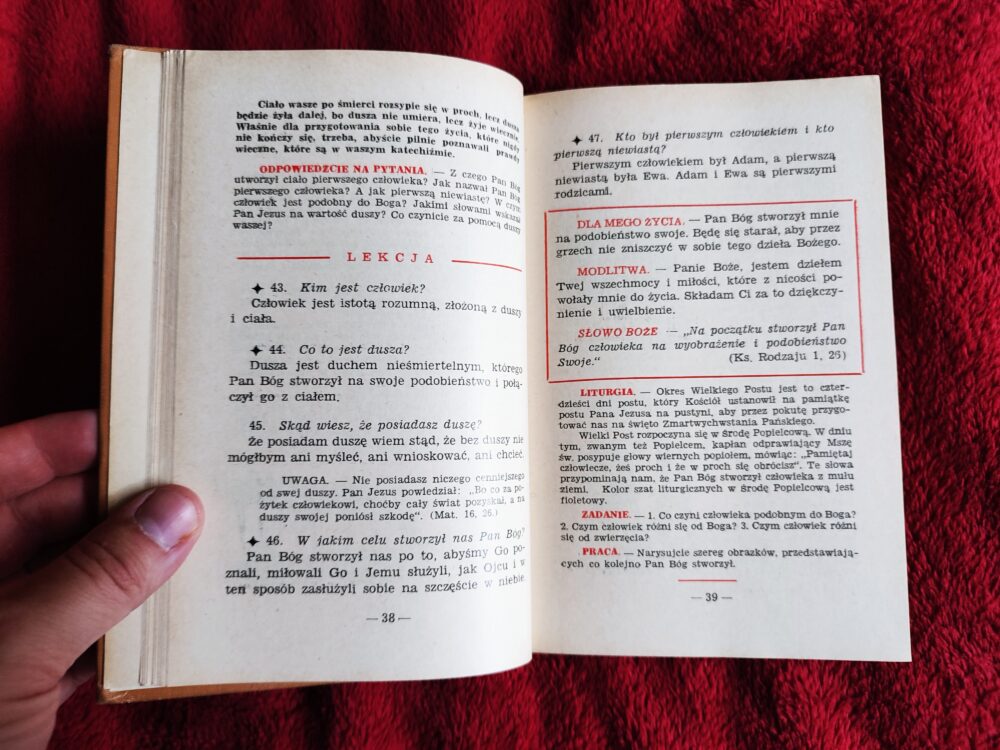 Ciało wasze po śmierci rozsypie się w proch, lecz dusza
będzie żyła dalej, bo dusza nie umiera, lecz żyje wiecznie.
Właśnie dla przygotowania sobie tego życia, które nigdy
nie kończy się, trzeba, abyście pilnie poznawali prawdy
wieczne, które są w waszym katechiźmie.
ODPOWIEDZCIE NA PYTANIA. — Z czego Pan Bóg
utworzył ciało pierwszego człowieka? Jak nazwał Pan Bóg
pierwszego człowieka? A jak pierwszą niewiastę? W czym
człowiek jest podobny do Boga? Jakimi słowami wskazał
Pan Jezus na wartość duszy? Co czynicie za pomocą duszy
waszej?
LEKCJA
✦ 43. Kim jest człowiek?
Człowiek jest istotą rozumną, złożoną z duszy
i ciała.
✦ 44. Co to jest dusza?
Dusza jest duchem nieśmiertelnym, którego
Pan Bóg stworzył na swoje podobieństwo i połą-
czył go z ciałem.
45. Skąd wiesz, że posiadasz duszę?
Że posiadam duszę wiem stąd, że bez duszy nie
mógłbym ani myśleć, ani wnioskować, ani chcieć.
UWAGA. — Nie posiadasz niczego cenniejszego
od swej duszy. Pan Jezus powiedział: „Bo co za po-
żytek człowiekowi, choćby cały świat pozyskał, a na
duszy swojej poniósł szkodę“. (Mat. 16, 26.)
✦ 46. W jakim celu stworzył nas Pan Bóg?
Pan Bóg stworzył nas po to, abyśmy Go po-
znali, miłowali Go i Jemu służyli, jak Ojcu i w
ten sposób zasłużyli sobie na szczęście w niebie.
— 38 —
✦ 47. Kto był pierwszym człowiekiem i kto
pierwszą niewiastą?
Pierwszym człowiekiem był Adam, a pierwszą
niewiastą była Ewa. Adam i Ewa są pierwszymi
rodzicami.
DLA MEGO ŻYCIA. — Pan Bóg stworzył mnie
na podobieństwo swoje. Będę się starał, aby przez
grzech nie zniszczyć w sobie tego dzieła Bożego.
MODLITWA. — Panie Boże, jestem dziełem
Twej wszechmocy i miłości, które z nicości po-
wołały mnie do życia. Składam Ci za to dziękczy-
nienie i uwielbienie.
SŁOWO BOŻE — „Na początku stworzył Pan
Bóg człowieka na wyobrażenie i podobieństwo
Swoje.“ (Ks. Rodzaju 1, 26)
LITURGIA. — Okres Wielkiego Postu jest to czter-
dzieści dni postu, który Kościół ustanowił na pamiątkę
postu Pana Jezusa na pustyni, aby przez pokutę przygo-
tować nas na święto Zmartwychwstania Pańskiego.
Wielki Post rozpoczyna się w środę Popielcową. W dniu
tym, zwanym też Popielcem, kapłan odprawiający Mszę
św. posypuje głowy wiernych popiołem, mówiąc: „Pamiętaj
człowiecze, żeś proch i że w proch się obrócisz“. Te słowa
przypominają nam, że Pan Bóg stworzył człowieka z mułu
ziemi. Kolor szat liturgicznych w środę Popielcową jest
fioletowy.
ZADANIE. — 1. Co czyni człowieka podobnym do Boga?
2. Czym człowiek różni się od Boga? 3. Czym człowiek różni
się od zwierzęcia?
PRACA. — Narysujcie szereg obrazków, przedstawiają-
cych co kolejno Pan Bóg stworzył.
— 39 —